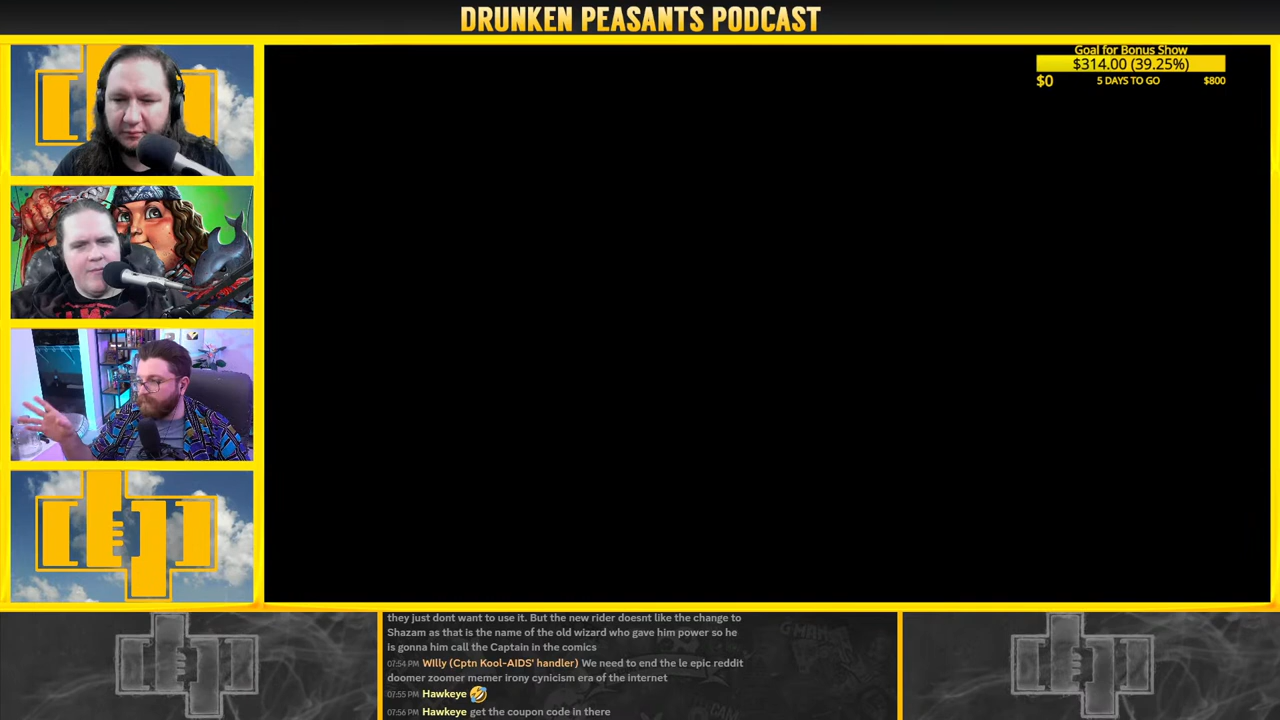 DRUNKEN PEASANTS PODCAST
Goal for Bonus Show
$314.00 (39.25%)
$0 5 DAYS TO GO $800
they just dont want to use it. But the new rider doesnt like the change to
Shazam as that is the name of the old wizard who gave him power so he
is gonna him call the Captain in the comics
07:54 PM WIlly (Cptn Kool-AIDS' handler) We need to end the le epic reddit
doomer zoomer memer irony cynicism era of the internet
07:55 PM Hawkeye 🤣
07:56 PM Hawkeye get the coupon code in there